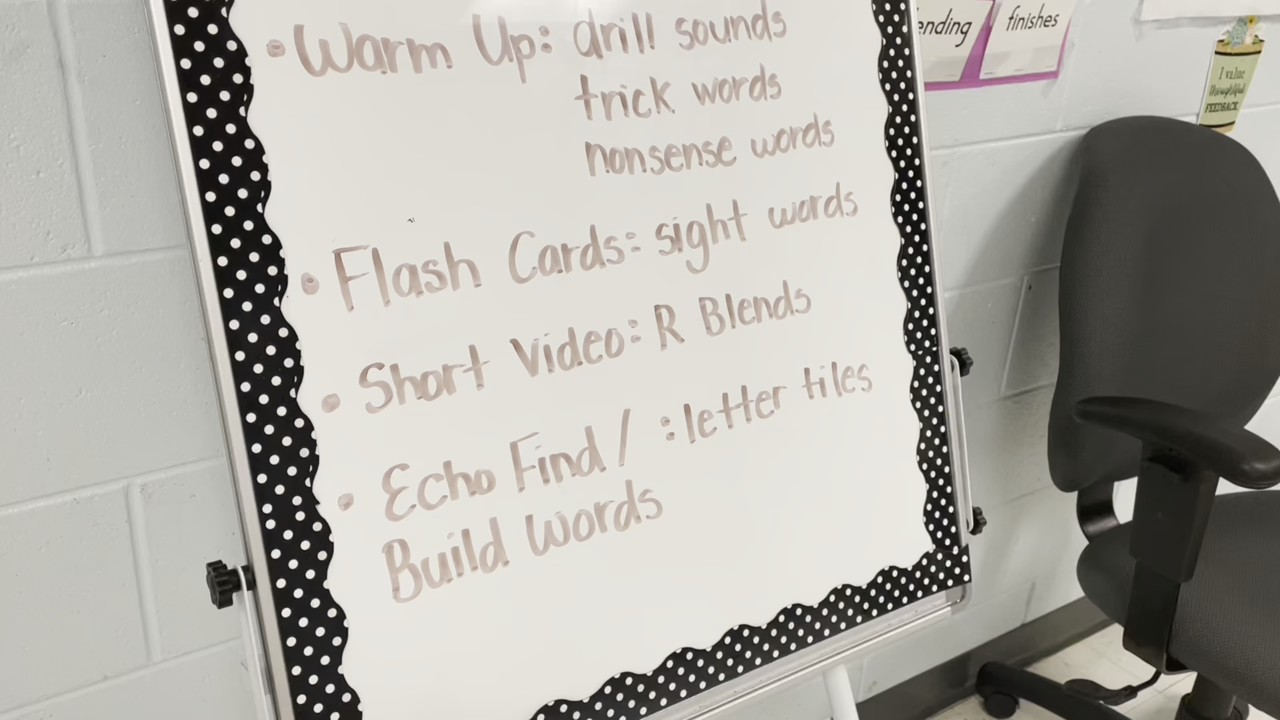 • Warm Up: drill sounds
trick words
nonsense words
• Flash Cards: sight words
• Short Video: R Blends
• Echo Find/ : letter tiles
Build Words
ending
finishes
I value
thoughtful
FEEDBACK